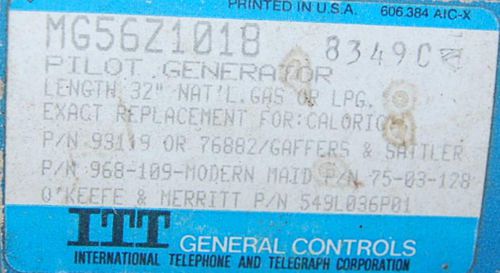 PRINTED IN U.S.A. 606.384 AIC-X
MG56Z1018 8349C
PILOT GENERATOR
LENGTH 32" NAT'L.GAS OR LPG.
EXACT REPLACEMENT FOR:CALORIC
P/N 93119 OR 76882/GAFFERS & SATTLER
P/N 968-109-MODERN MAID P/N 75-03-128
O'KEEFE & MERRITT P/N 549L036P01
ITT GENERAL CONTROLS
INTERNATIONAL TELEPHONE AND TELEGRAPH CORPORATION